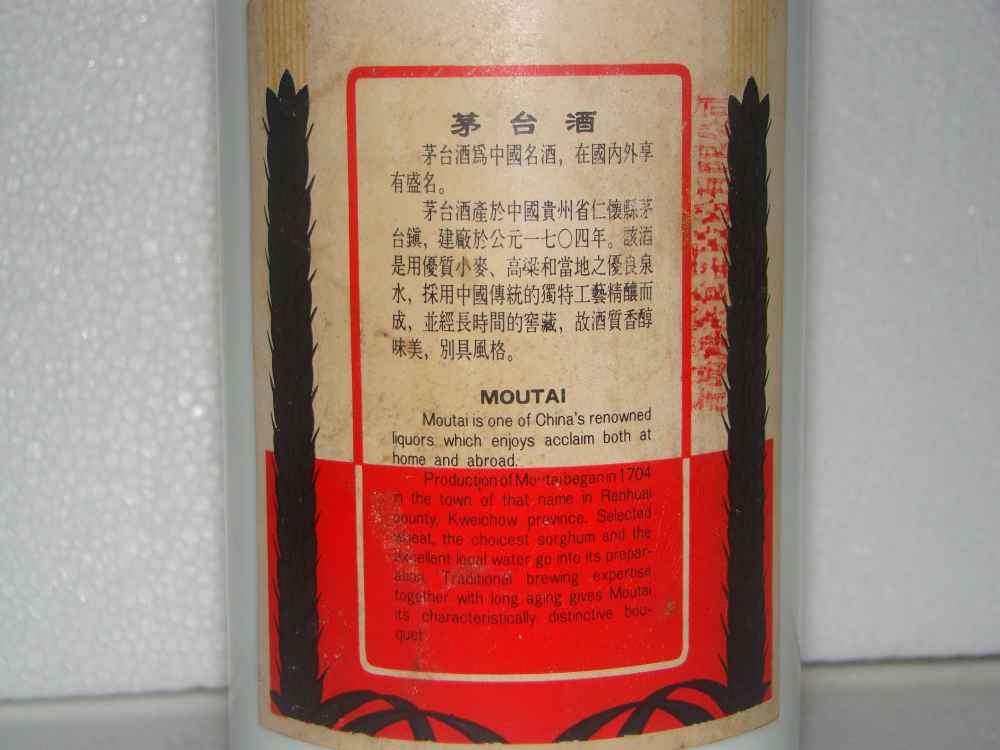 茅台酒
茅台酒爲中國名酒，在國内外享
有盛名。
茅台酒產於中國貴州省仁懷縣茅
台鎮，建廠於公元一七〇四年。該酒
是用優質小麥、高粱和當地之優良泉
水，採用中國傳統的獨特工藝精釀而
成，並經長時間的窖藏，故酒質香醇
味美，別具風格。
MOUTAI
Moutai is one of China's renowned
liquors which enjoys acclaim both at
home and abroad.
Production of Moutai began in 1704
in the town of that name in Renhuai
county, Kweichow province. Selected
wheat, the choicest sorghum and the
excellent local water go into its prepar-
ation. Traditional brewing expertise
together with long aging gives Moutai
its characteristically distinctive bou-
quet.